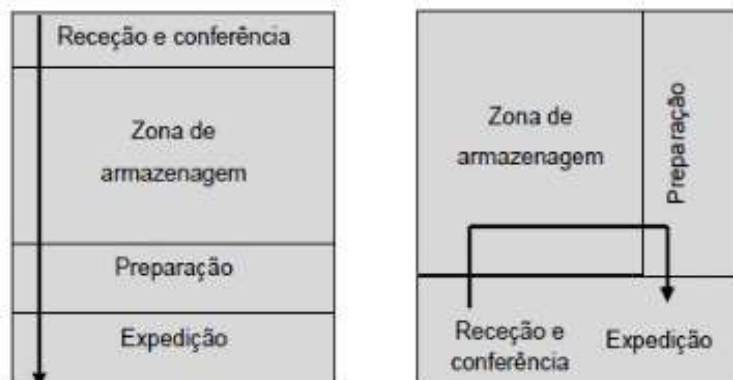 Receção e conferência
Zona de
armazenagem
Preparação
Expedição
Zona de
armazenagem
Preparação
Receção e
conferência
Expedição